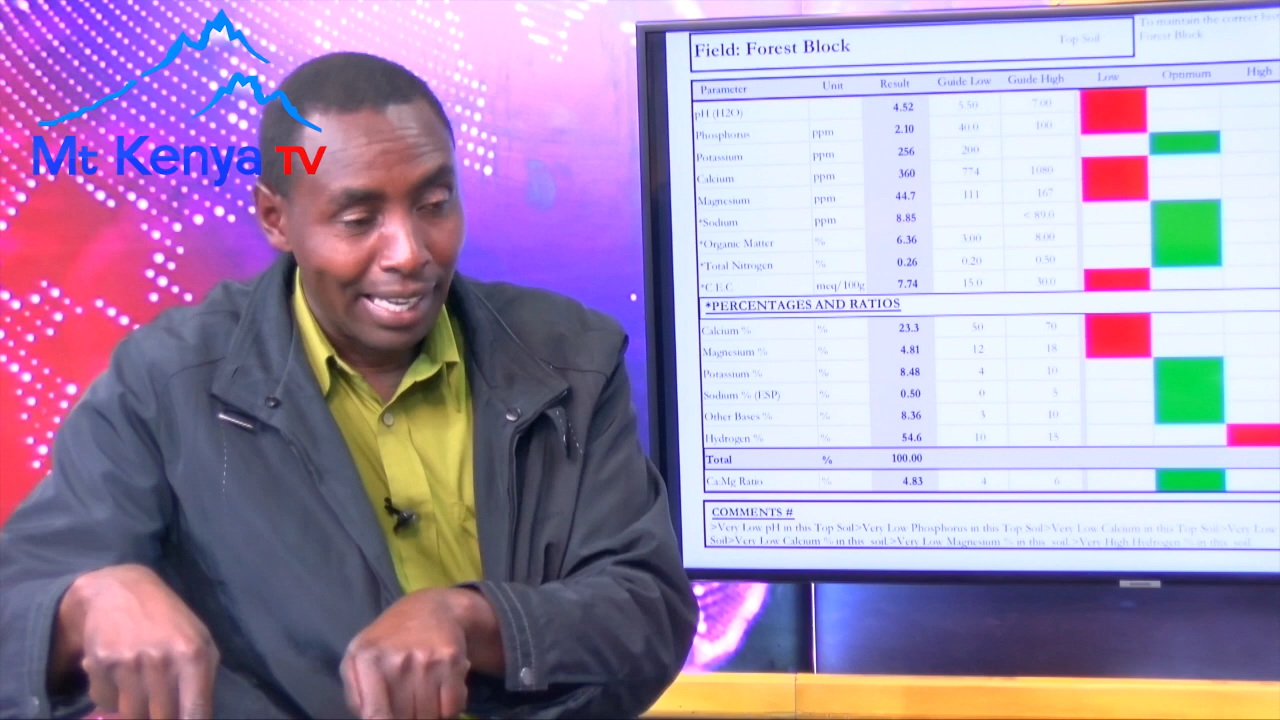 Mt Kenya TV
Field: Forest Block
Top Soil
To maintain the correct
Forest Block
Parameter Unit Result Guide Low Guide High Low Optimum High
pH (H2O) 4.52 5.50 7.00
Phosphorus ppm 2.10 40.0 100
Potassium ppm 256 200
Calcium ppm 360 774 1080
Magnesium ppm 44.7 111 167
*Sodium ppm 8.85 < 89.0
*Organic Matter % 6.36 3.00 8.00
*Total Nitrogen % 0.26 0.20 0.50
*C.E.C meq/100g 7.74 15.0 30.0
*PERCENTAGES AND RATIOS
Calcium % % 23.3 50 70
Magnesium % % 4.81 12 18
Potassium % % 8.48 4 10
Sodium % (ESP) % 0.50 0 5
Other Bases % % 8.36 3 10
Hydrogen % % 54.6 10 15
Total % 100.00
Ca:Mg Ratio % 4.83 4 6
COMMENTS #
>Very Low pH in this Top Soil>Very Low Phosphorus in this Top Soil>Very Low Calcium in this Top Soil>Very Low
Soil>Very Low Calcium % in this soil.>Very Low Magnesium % in this soil.>Very High Hydrogen % in this soil.